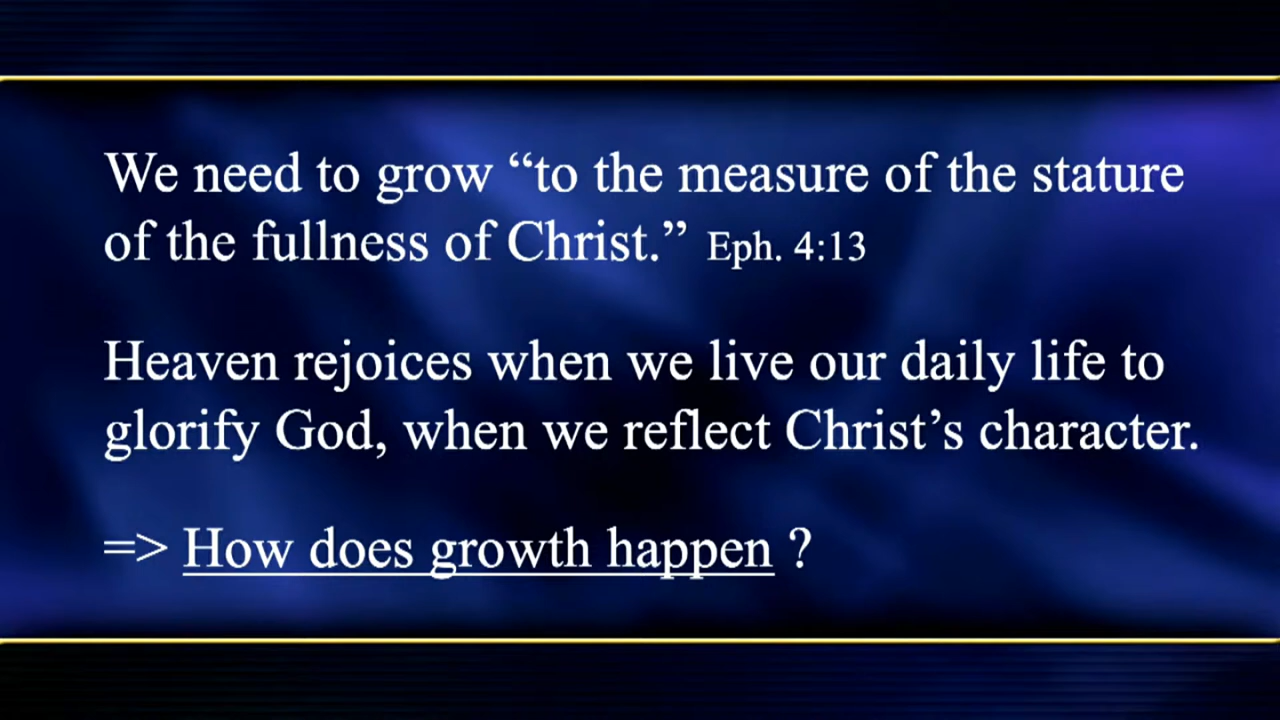 We need to grow “to the measure of the stature
of the fullness of Christ.” Eph. 4:13
Heaven rejoices when we live our daily life to
glorify God, when we reflect Christ’s character.
=> How does growth happen ?